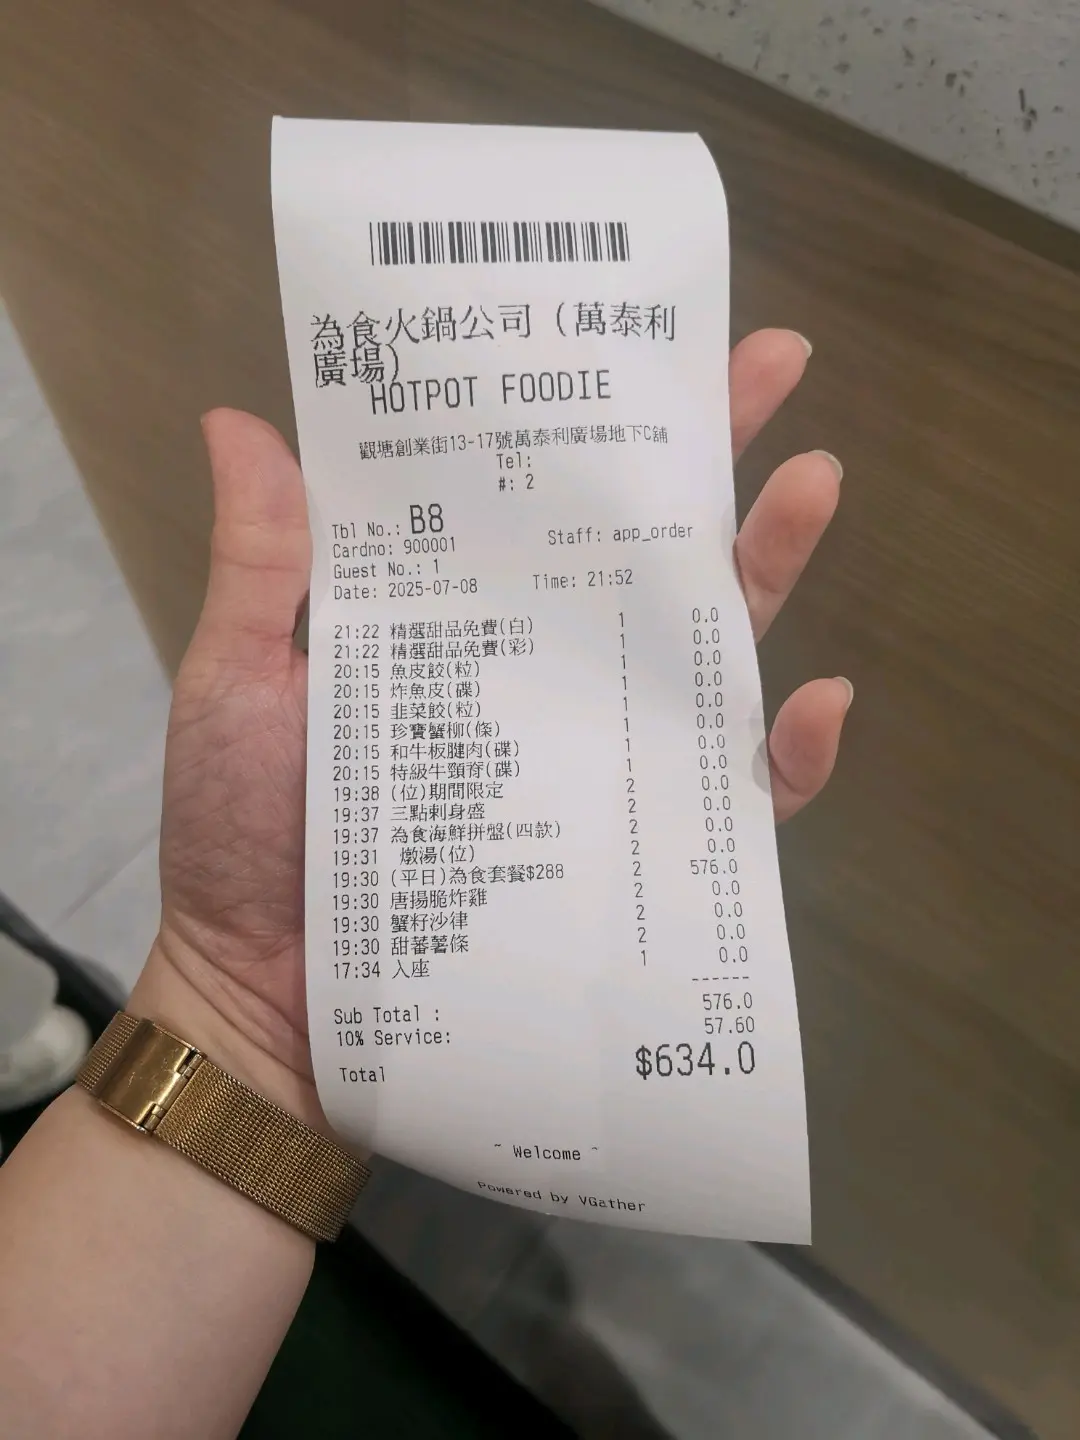 為食火鍋公司（萬泰利
廣場）
HOTPOT FOODIE
觀塘創業街13-17號萬泰利廣場地下C舖
Tel:
#: 2
Tbl No.: B8
Cardno: 900001 Staff: app_order
Guest No.: 1
Date: 2025-07-08 Time: 21:52
21:22 精選甜品免費(白) 1 0.0
21:22 精選甜品免費(彩) 1 0.0
20:15 魚皮餃(粒) 1 0.0
20:15 炸魚皮(碟) 1 0.0
20:15 韭菜餃(粒) 1 0.0
20:15 珍寶蟹柳(條) 1 0.0
20:15 和牛板腱肉(碟) 1 0.0
20:15 特級牛頸脊(碟) 1 0.0
19:38 (位)期間限定 2 0.0
19:37 三點刺身盛 2 0.0
19:37 為食海鮮拼盤(四款) 2 0.0
19:31 燉湯(位) 2 0.0
19:30 (平日)為食套餐$288 2 576.0
19:30 唐揚脆炸雞 2 0.0
19:30 蟹籽沙律 2 0.0
19:30 甜蕃薯條 2 0.0
17:34 入座 1 0.0
------
Sub Total : 576.0
10% Service: 57.60
Total $634.0
~ Welcome ~
Powered by VGather